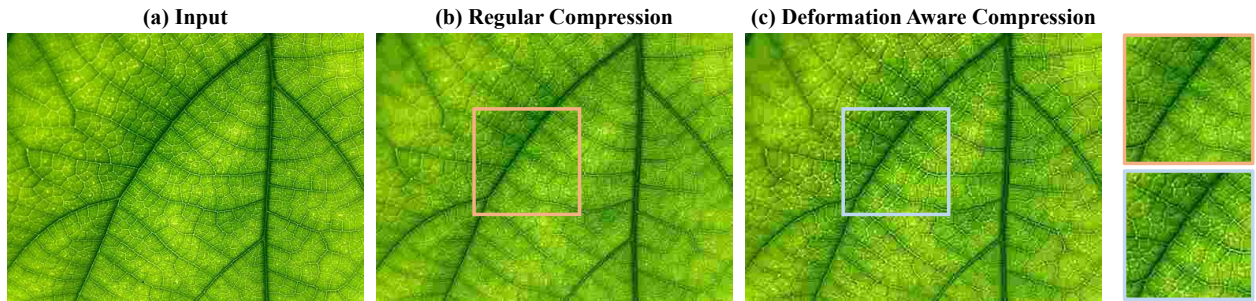 (a) Input
(b) Regular Compression
(c) Deformation Aware Compression